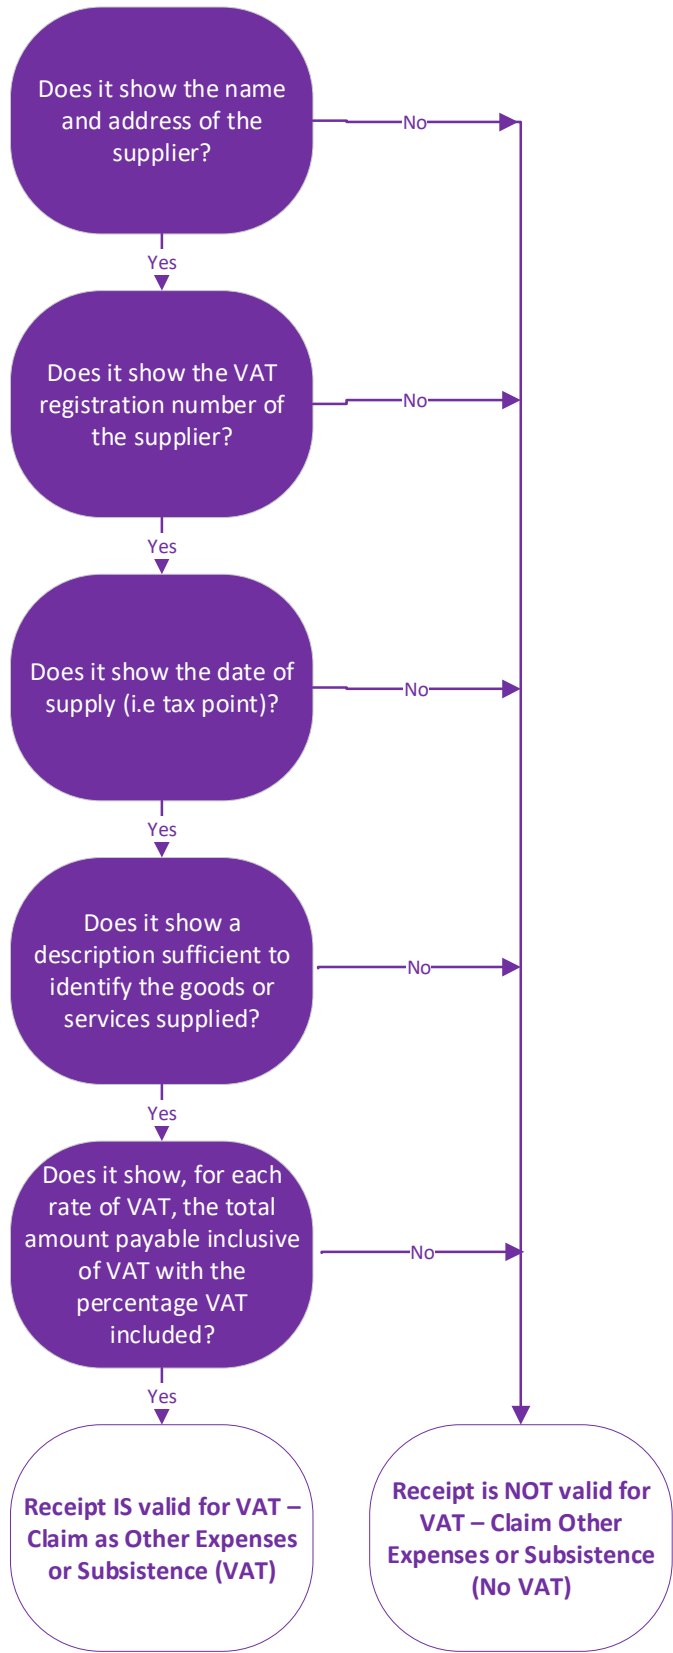 Does it show the name
and address of the
supplier?
No
Yes
Does it show the VAT
registration number of
the supplier?
No
Yes
Does it show the date of
supply (i.e tax point)?
No
Yes
Does it show a
description sufficient to
identify the goods or
services supplied?
No
Yes
Does it show, for each
rate of VAT, the total
amount payable inclusive
of VAT with the
percentage VAT
included?
No
Yes
Receipt IS valid for VAT –
Claim as Other Expenses
or Subsistence (VAT)
Receipt is NOT valid for
VAT – Claim Other
Expenses or Subsistence
(No VAT)